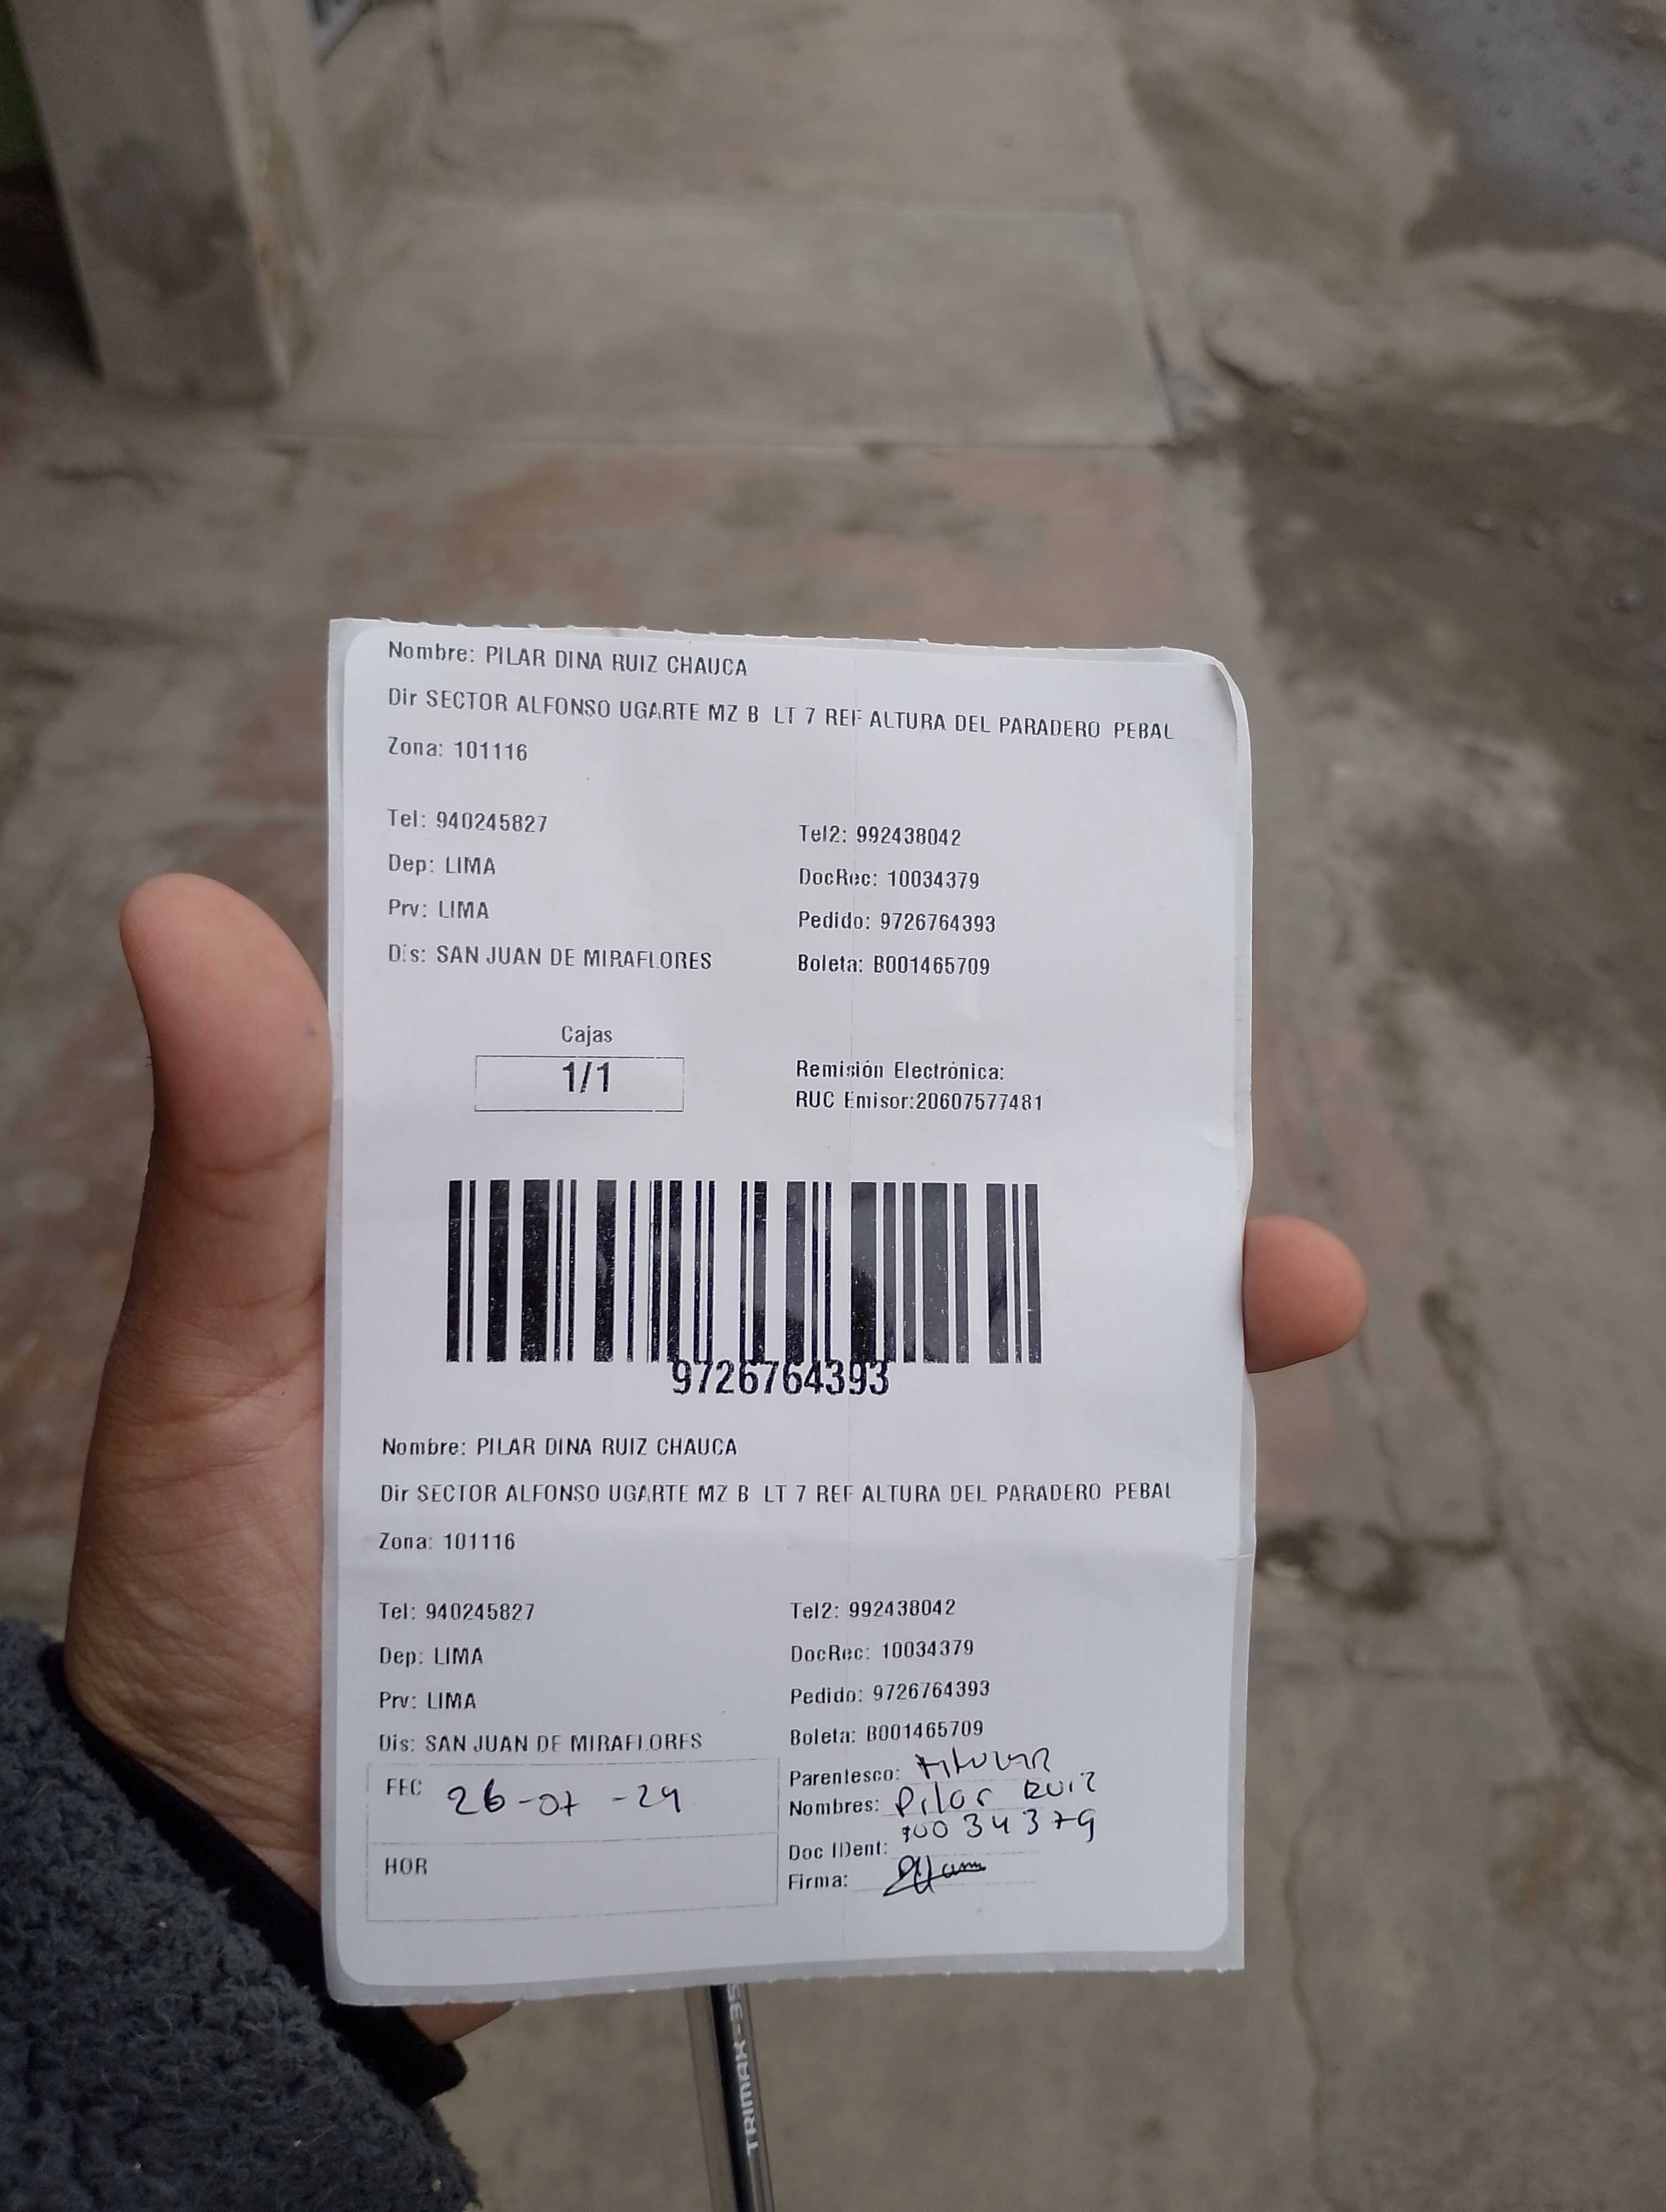 Nombre: PILAR DINA RUIZ CHAUCA
Dir SECTOR ALFONSO UGARTE MZ B LT 7 REF ALTURA DEL PARADERO PEBAL
Zona: 101116
Tel: 940245827
Tel2: 992438042
Dep: LIMA
DocRec: 10034379
Prv: LIMA
Pedido: 9726764393
Dis: SAN JUAN DE MIRAFLORES
Boleta: B001465709
Cajas
1/1
Remisión Electrónica:
RUC Emisor:20607577481
9726764393
Nombre: PILAR DINA RUIZ CHAUCA
Dir SECTOR ALFONSO UGARTE MZ B LT 7 REF ALTURA DEL PARADERO PEBAL
Zona: 101116
Tel: 940245827
Tel2: 992438042
Dep: LIMA
DocRec: 10034379
Prv: LIMA
Pedido: 9726764393
Dis: SAN JUAN DE MIRAFLORES
Boleta: B001465709
FEC 26-07-24
HOR
Parentesco: titular
Nombres: Pilar Ruiz
Doc IDent: 10034379
Firma:
TRIMAX-35